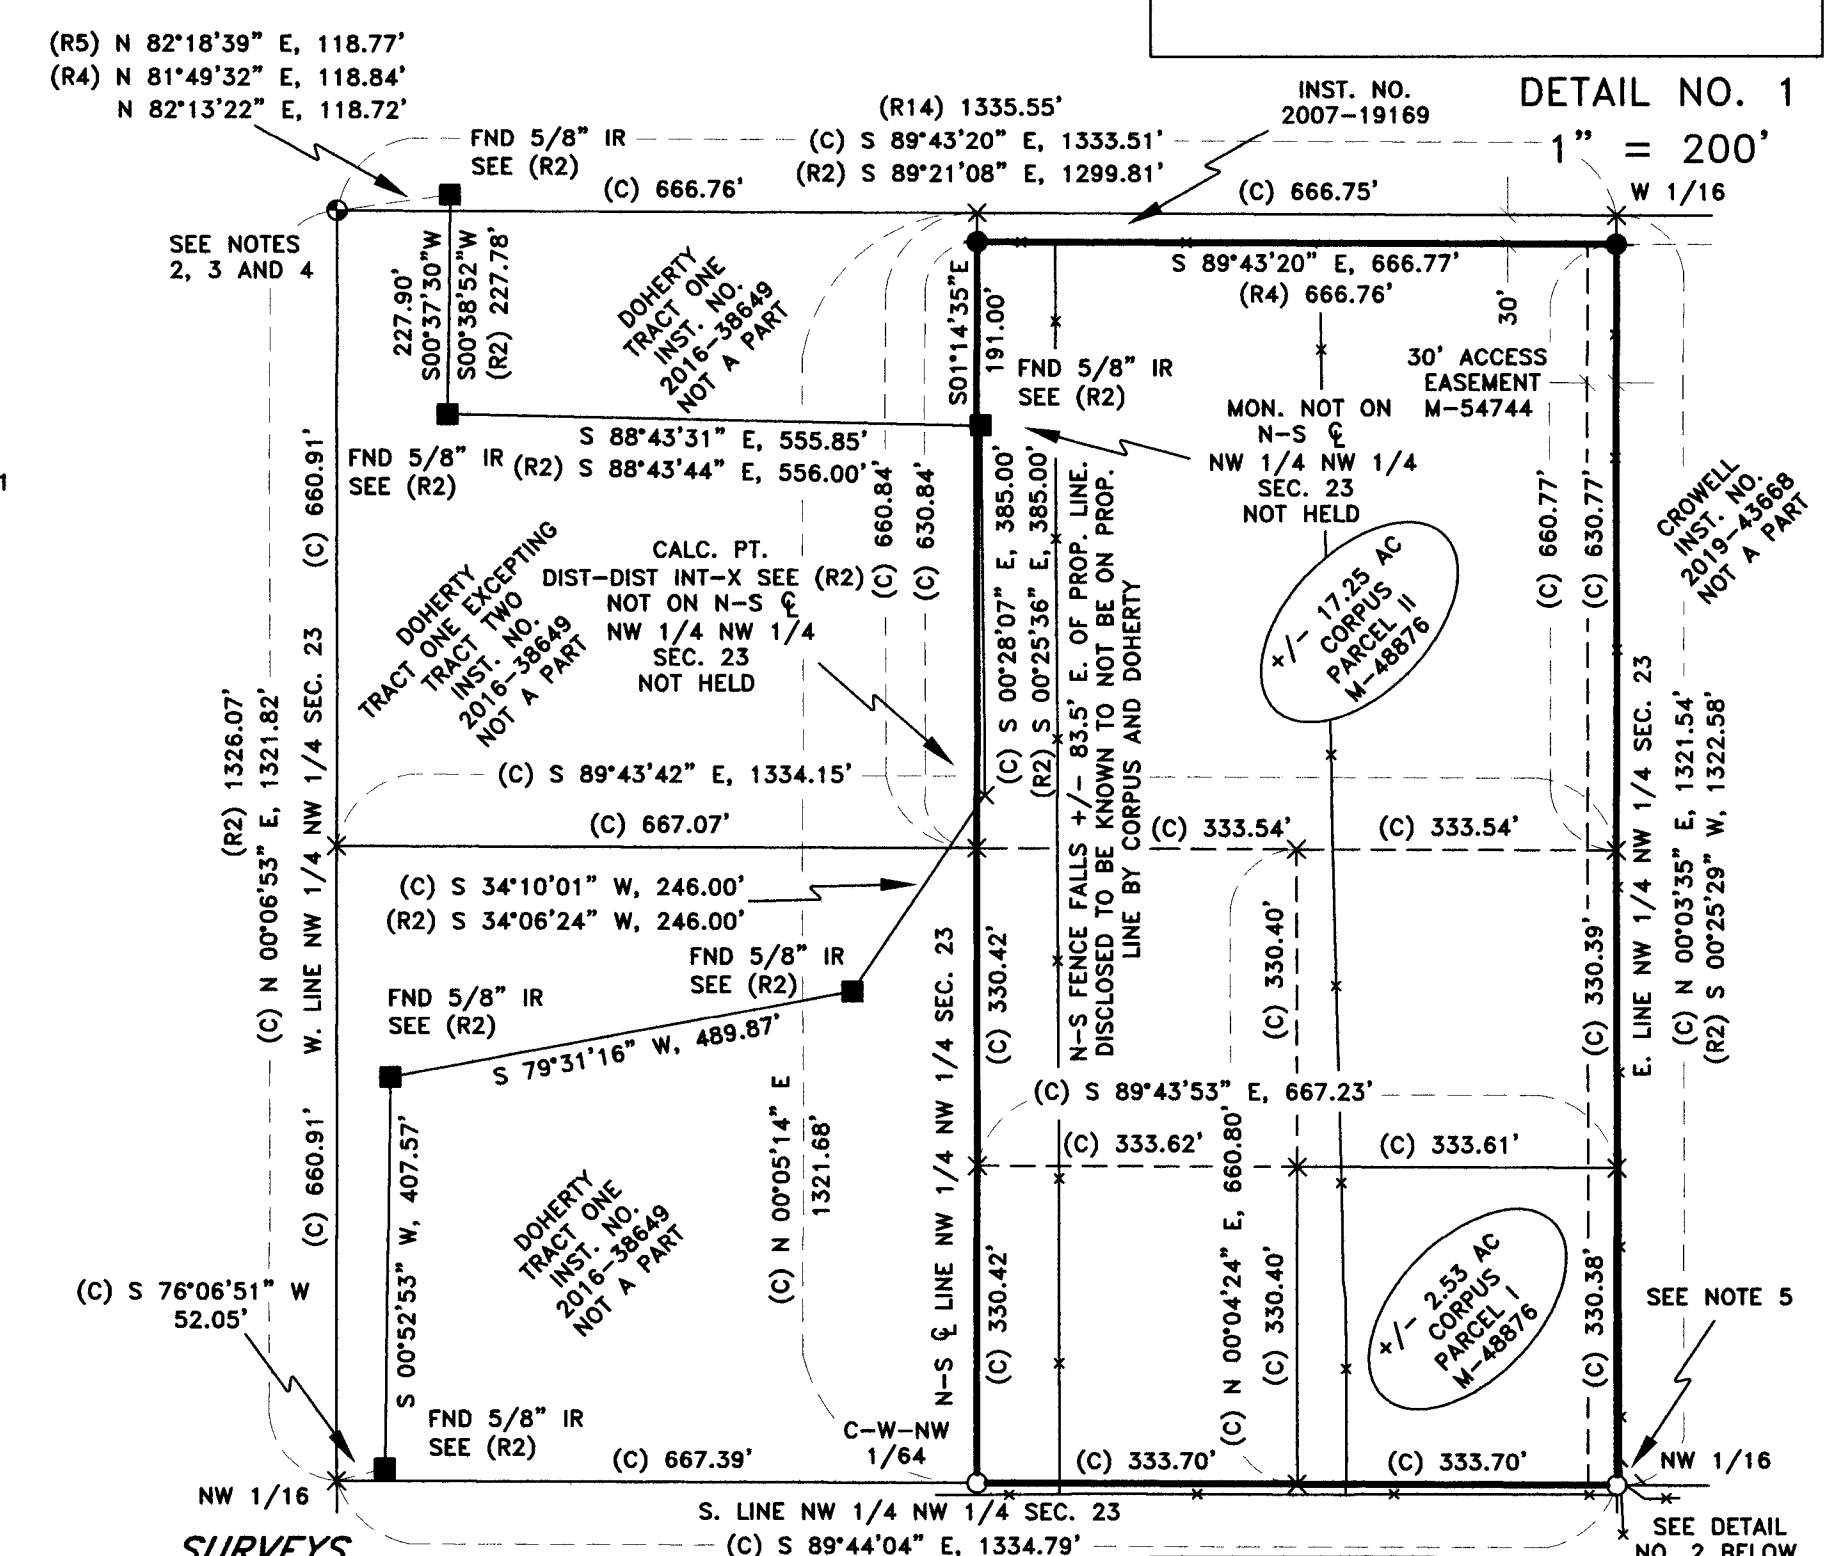 (R5) N 82°18'39" E, 118.77'
(R4) N 81°49'32" E, 118.84'
N 82°13'22" E, 118.72'
FND 5/8" IR
SEE (R2)
(R14) 1335.55'
(C) S 89°43'20" E, 1333.51'
(R2) S 89°21'08" E, 1299.81'
INST. NO.
2007-19169
DETAIL NO. 1
1" = 200'
(C) 666.76'
(C) 666.75'
W 1/16
SEE NOTES
2, 3 AND 4
227.90'
S00°37'30"W
S00°38'52"W
(R2) 227.78'
DOHERTY
TRACT ONE
INST. NO.
2016-38649
NOT A PART
S01°14'35"E
191.00'
S 89°43'20" E, 666.77'
(R4) 666.76'
30'
FND 5/8" IR
SEE (R2)
30' ACCESS
EASEMENT
M-54744
MON. NOT ON
N-S ℄
NW 1/4 NW 1/4
SEC. 23
NOT HELD
S 88°43'31" E, 555.85'
(R2) S 88°43'44" E, 556.00'
FND 5/8" IR
SEE (R2)
1
(C) 660.91'
(C) 660.84'
(C) 630.84'
(C) S 00°28'07" E, 385.00'
(R2) S 00°25'36" E, 385.00'
N-S FENCE FALLS +/- 83.5' E. OF PROP. LINE.
DISCLOSED TO BE KNOWN TO NOT BE ON PROP.
LINE BY CORPUS AND DOHERTY
(C) 660.77'
(C) 630.77'
CROWELL
INST. NO.
2019-43668
NOT A PART
CALC. PT.
DIST-DIST INT-X SEE (R2)
NOT ON N-S ℄
NW 1/4 NW 1/4
SEC. 23
NOT HELD
DOHERTY
TRACT ONE EXCEPTING
TRACT TWO
INST. NO.
2016-38649
NOT A PART
+/- 17.25 AC
CORPUS
PARCEL II
M-48876
(R2) 1326.07'
(C) N 00°06'53" E, 1321.82'
W. LINE NW 1/4 NW 1/4 SEC. 23
(C) S 89°43'42" E, 1334.15'
(C) 667.07'
(C) 333.54'
(C) 333.54'
E. LINE NW 1/4 NW 1/4 SEC. 23
(C) N 00°03'35" E, 1321.54'
(R2) S 00°25'29" W, 1322.58'
(C) S 34°10'01" W, 246.00'
(R2) S 34°06'24" W, 246.00'
FND 5/8" IR
SEE (R2)
FND 5/8" IR
SEE (R2)
S 79°31'16" W, 489.87'
N-S ℄ LINE NW 1/4 NW 1/4 SEC. 23
(C) 330.42'
(C) 330.40'
(C) 330.39'
(C) S 89°43'53" E, 667.23'
(C) 333.62'
(C) 333.61'
(C) 660.91'
S 00°52'53" W, 407.57'
DOHERTY
TRACT ONE
INST. NO.
2016-38649
NOT A PART
(C) N 00°05'14" E
1321.68'
(C) 330.42'
(C) N 00°04'24" E, 660.80'
(C) 330.40'
+/- 2.53 AC
CORPUS
PARCEL I
M-48876
(C) 330.38'
SEE NOTE 5
(C) S 76°06'51" W
52.05'
FND 5/8" IR
SEE (R2)
(C) 667.39'
C-W-NW
1/64
(C) 333.70'
(C) 333.70'
NW 1/16
NW 1/16
S. LINE NW 1/4 NW 1/4 SEC. 23
(C) S 89°44'04" E, 1334.79'
SURVEYS
SEE DETAIL
NO. 2 BELOW